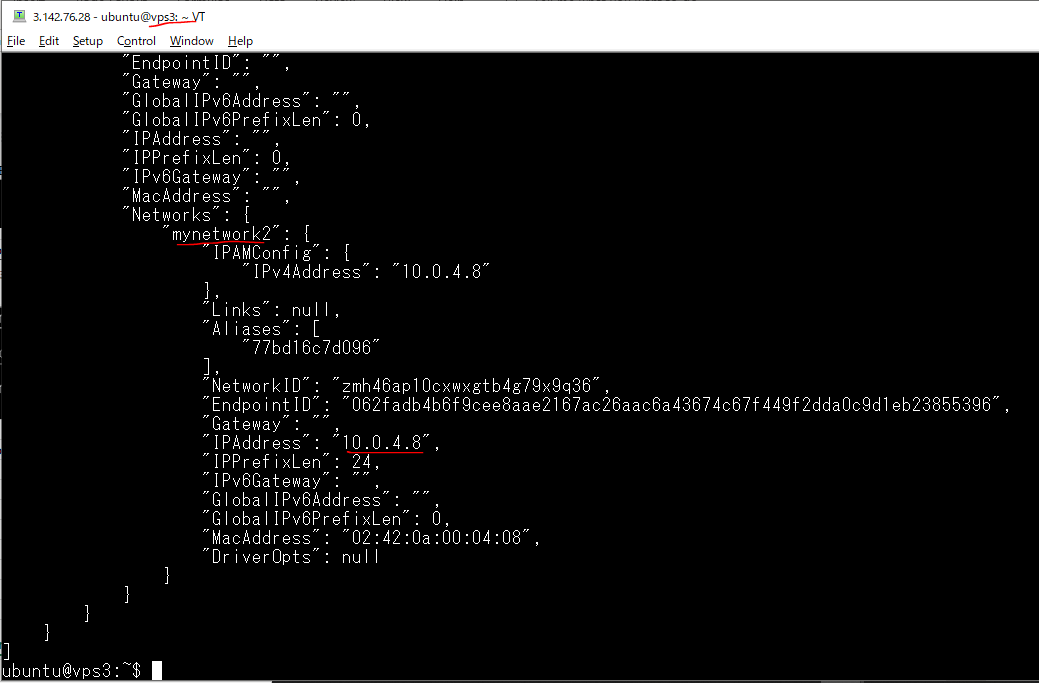 3.142.76.28 - ubuntu@vps3: ~ VT
File Edit Setup Control Window Help
"EndpointID": "",
"Gateway": "",
"GlobalIPv6Address": "",
"GlobalIPv6PrefixLen": 0,
"IPAddress": "",
"IPPrefixLen": 0,
"IPv6Gateway": "",
"MacAddress": "",
"Networks": {
"mynetwork2": {
"IPAMConfig": {
"IPv4Address": "10.0.4.8"
},
"Links": null,
"Aliases": [
"77bd16c7d096"
],
"NetworkID": "zmh46ap10cxwxgtb4g79x9q36",
"EndpointID": "062fadb4b6f9cee8aae2167ac26aac6a43674c67f449f2dda0c9d1eb23855396",
"Gateway": "",
"IPAddress": "10.0.4.8",
"IPPrefixLen": 24,
"IPv6Gateway": "",
"GlobalIPv6Address": "",
"GlobalIPv6PrefixLen": 0,
"MacAddress": "02:42:0a:00:04:08",
"DriverOpts": null
}
}
}
}
]
ubuntu@vps3:~$